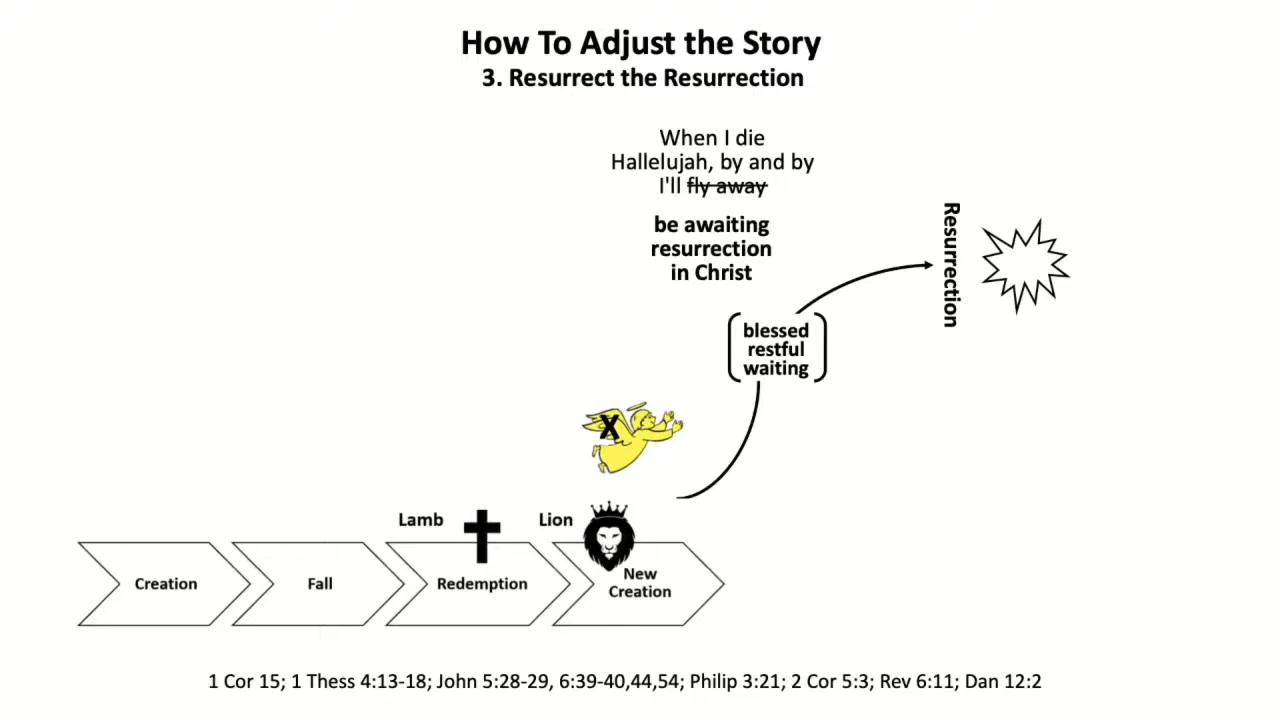 How To Adjust the Story
3. Resurrect the Resurrection
When I die
Hallelujah, by and by
I'll fly away
be awaiting
resurrection
in Christ
Resurrection
blessed
restful
waiting
X
Lamb
Lion
Creation
Fall
Redemption
New
Creation
1 Cor 15; 1 Thess 4:13-18; John 5:28-29, 6:39-40,44,54; Philip 3:21; 2 Cor 5:3; Rev 6:11; Dan 12:2